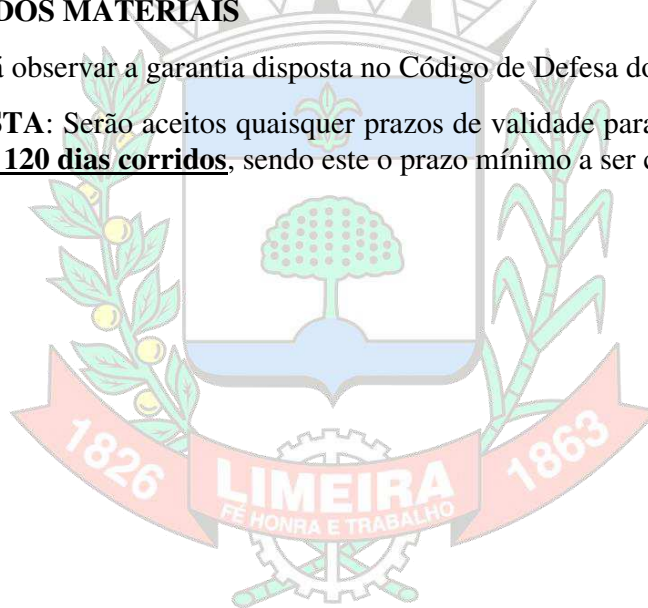 DOS MATERIAIS
observar a garantia disposta no Código de Defesa do
STA: Serão aceitos quaisquer prazos de validade para
120 dias corridos, sendo este o prazo mínimo a ser
1826
1863
LIMEIRA
FÉ HONRA E TRABALHO